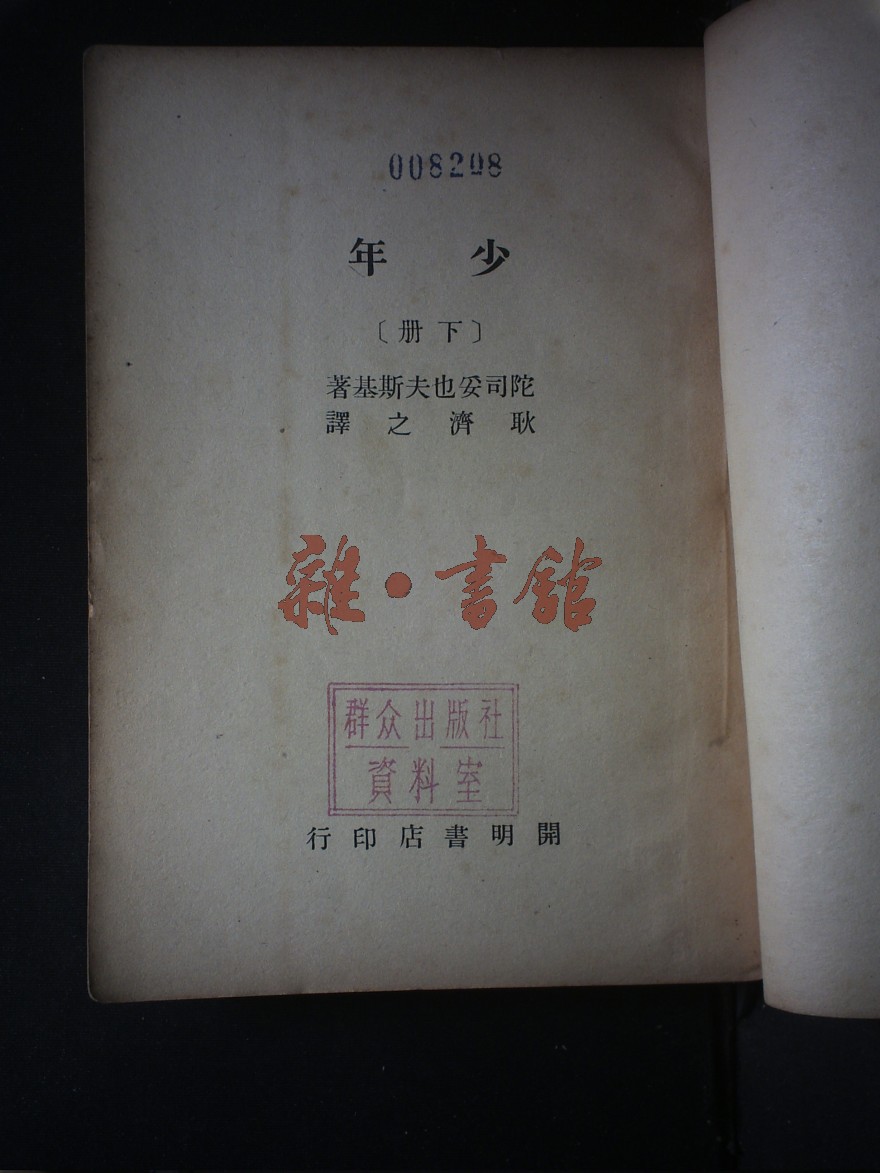 008208
少年
〔下册〕
陀司妥也夫斯基著
耿濟之譯
雜·書館
群众出版社
資料室
開明書店印行